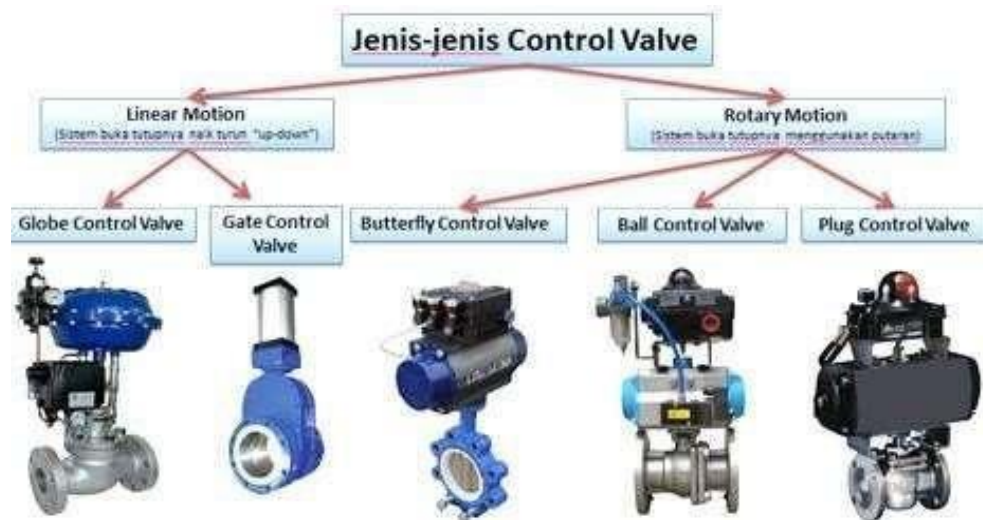 Jenis-jenis Control Valve
Linear Motion
(Sistem buka tutupnya naik turun "up-down")
Rotary Motion
(Sistem buka tutupnya menggunakan putaran)
Globe Control Valve
Gate Control
Valve
Butterfly Control Valve
Ball Control Valve
Plug Control Valve